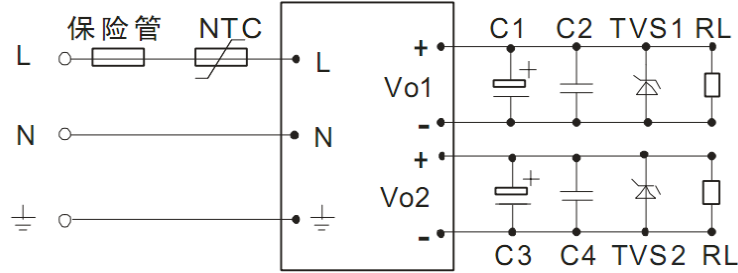 保险管 NTC C1 C2 TVS1 RL
L L + Vo1 -
N N
+ Vo2 -
C3 C4 TVS2 RL